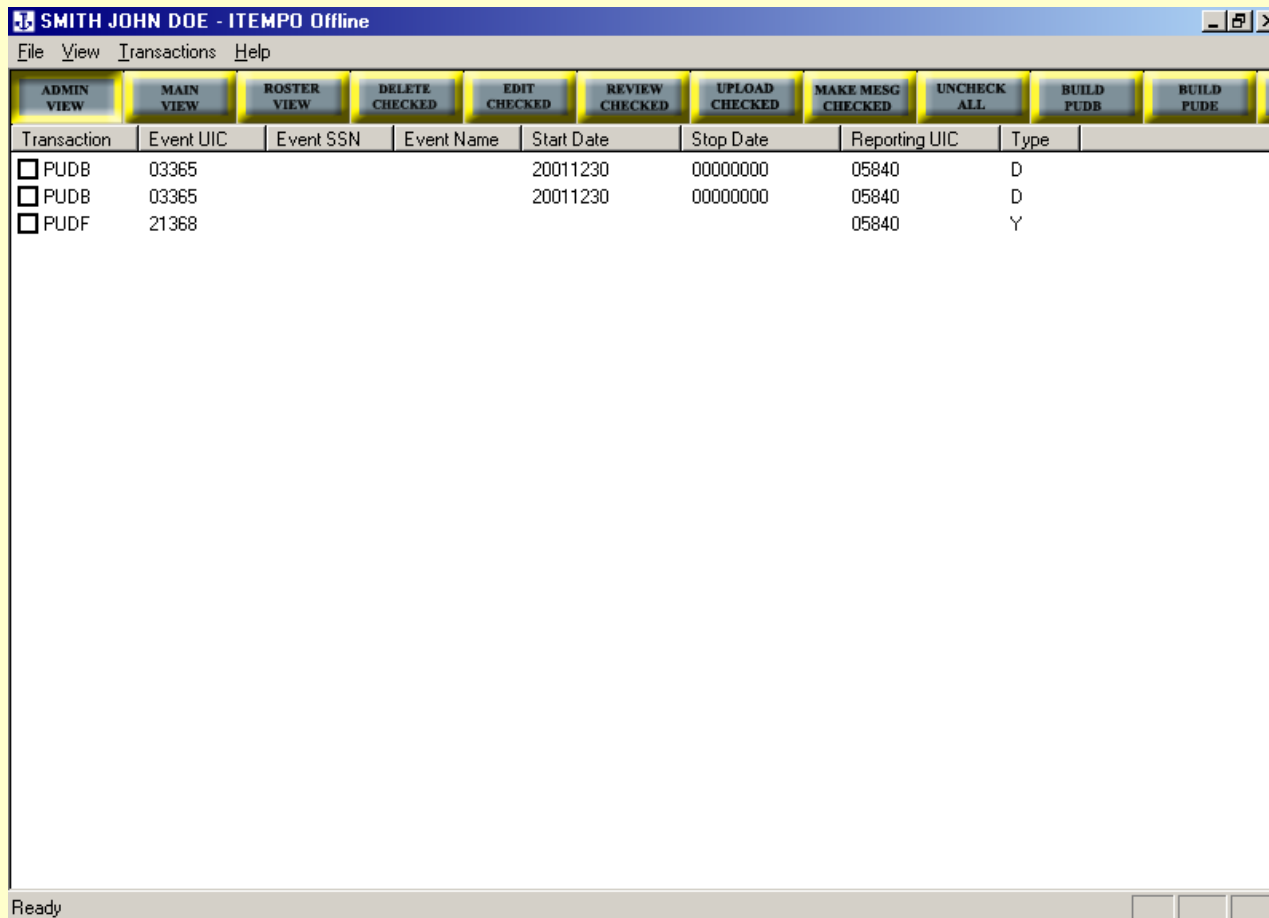 SMITH JOHN DOE - ITEMPO Offline
File View Transactions Help
ADMIN VIEW MAIN VIEW ROSTER VIEW DELETE CHECKED EDIT CHECKED REVIEW CHECKED UPLOAD CHECKED MAKE MESG CHECKED UNCHECK ALL BUILD PUDB BUILD PUDE
Transaction Event UIC Event SSN Event Name Start Date Stop Date Reporting UIC Type
PUDB 03365 20011230 00000000 05840 D
PUDB 03365 20011230 00000000 05840 D
PUDF 21368 05840 Y
Ready